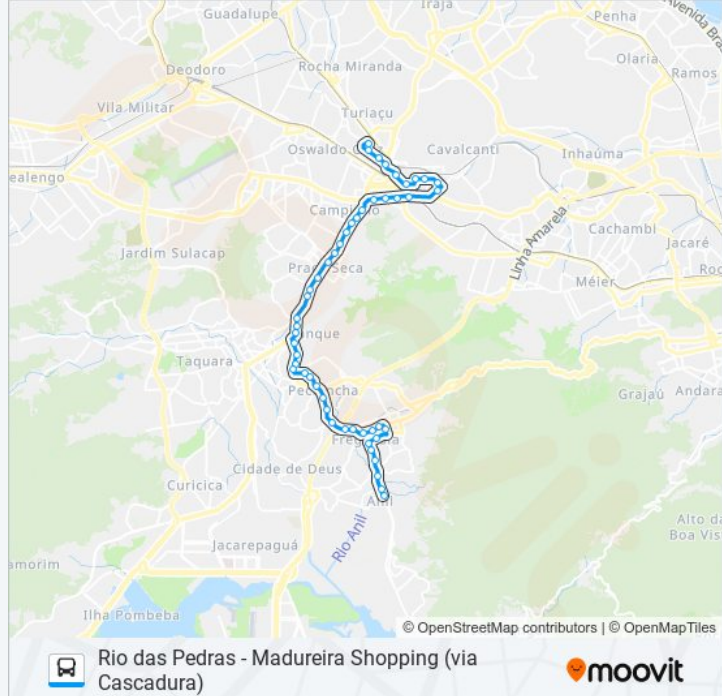 Guadalupe
Irajá
Penha
Avenida Bra
Olaria
Rocha Miranda
Ramos
Deodoro
Vila Militar
Turiaçu
Oswaldo
Cavalcanti
Inhaúma
ealengo
Campinho
Linha Amarela
Cachambi
Jacaré
Jardim Sulacap
Praça Seca
Roc
Méier
anque
Taquara
Pechincha
Grajaú
Andara
Freguesia
Cidade de Deus
Curicica
Anil
Rio Anil
Alto da
Boa Vis
Jacarepaguá
amorim
Ilha Pombeba
© OpenStreetMap contributors | © OpenMapTiles
Rio das Pedras - Madureira Shopping (via
Cascadura)
moovit